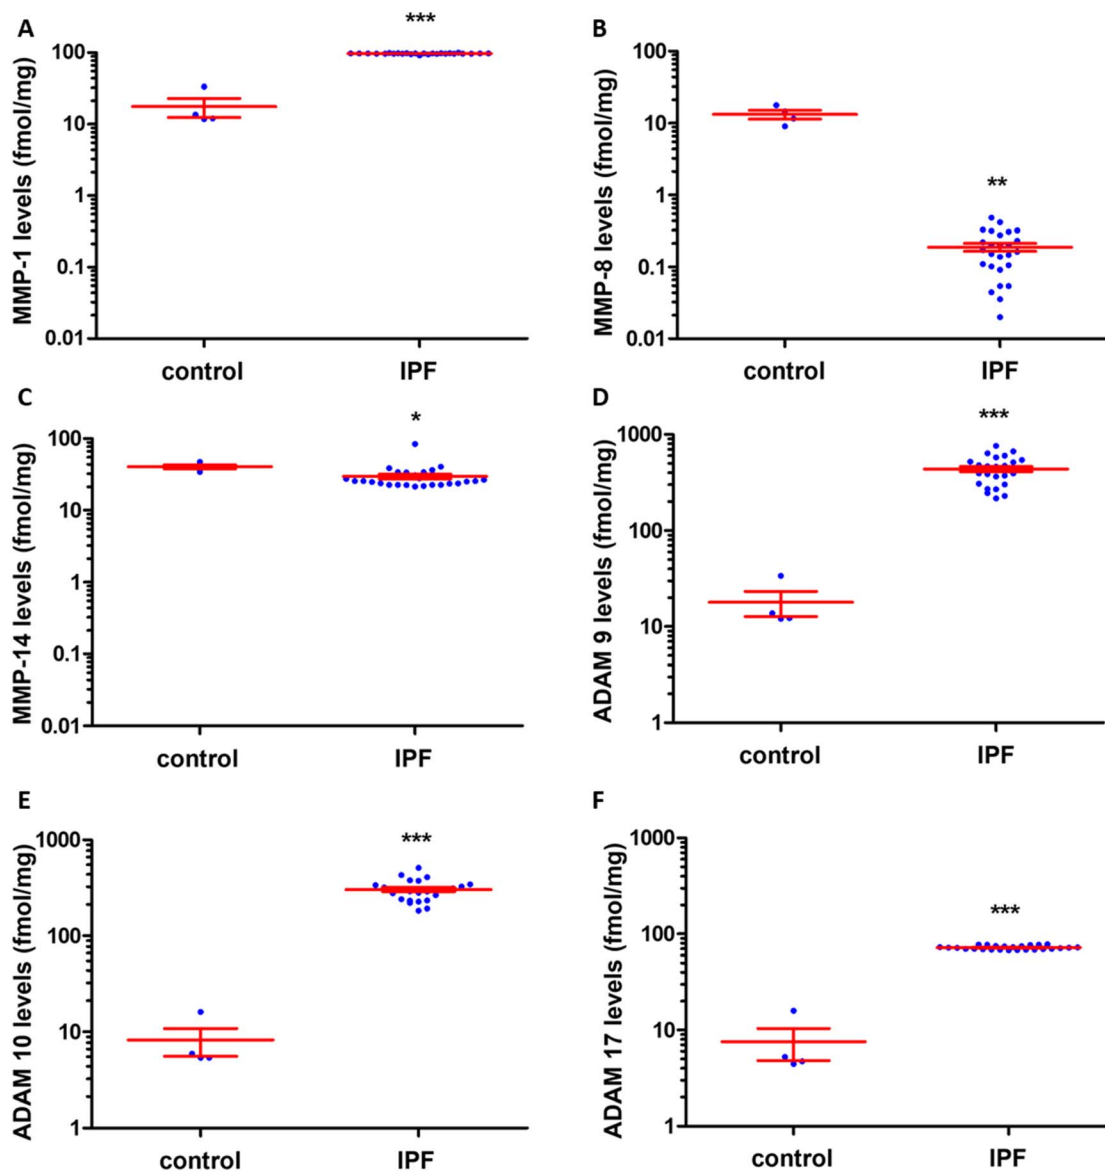 A
***
MMP-1 levels (fmol/mg)
100
10
1
0.1
0.01
control
IPF
B
**
MMP-8 levels (fmol/mg)
100
10
1
0.1
0.01
control
IPF
C
*
MMP-14 levels (fmol/mg)
100
10
1
0.1
0.01
control
IPF
D
***
ADAM 9 levels (fmol/mg)
1000
100
10
1
control
IPF
E
***
ADAM 10 levels (fmol/mg)
1000
100
10
1
control
IPF
F
***
ADAM 17 levels (fmol/mg)
1000
100
10
1
control
IPF